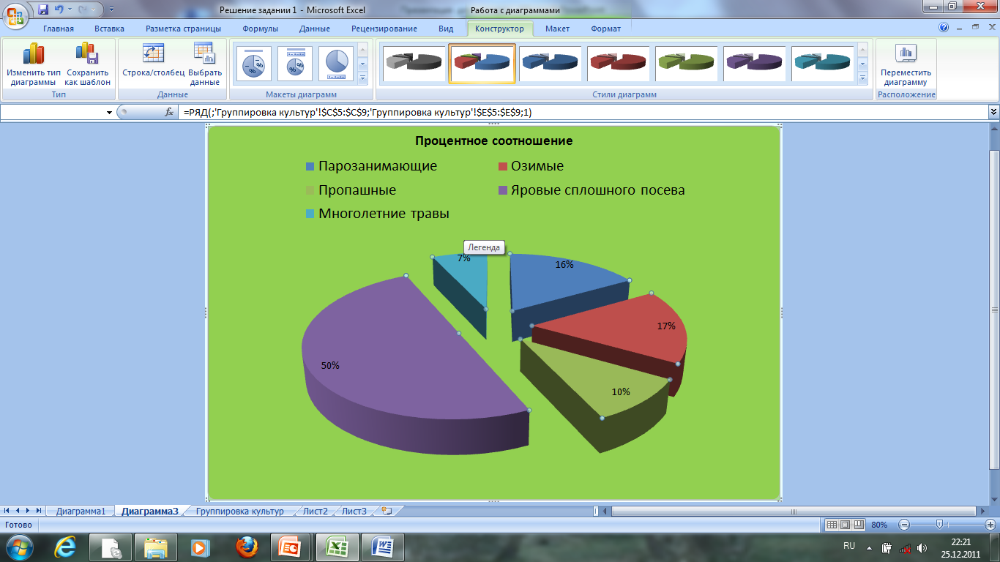 Решение задании 1 - Microsoft Excel
Работа с диаграммами
Главная Вставка Разметка страницы Формулы Данные Рецензирование Вид Конструктор Макет Формат
Изменить тип диаграммы
Сохранить как шаблон
Строка/столбец
Выбрать данные
Переместить диаграмму
Тип Данные Макеты диаграмм Стили диаграмм Расположение
=РЯД(;'Группировка культур'!$C$5:$C$9;'Группировка культур'!$E$5:$E$9;1)
Процентное соотношение
Парозанимающие Озимые
Пропашные Яровые сплошного посева
Многолетние травы
Легенда
7%
16%
17%
50%
10%
Диаграмма1 Диаграмма3 Группировка культур Лист2 Лист3
Готово 80%
RU 22:21
25.12.2011